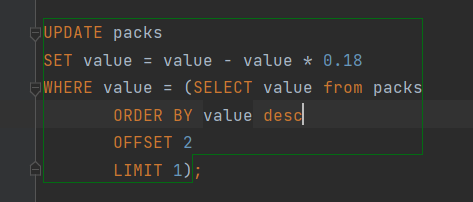 UPDATE packs
SET value = value - value * 0.18
WHERE value = (SELECT value from packs
ORDER BY value desc
OFFSET 2
LIMIT 1);